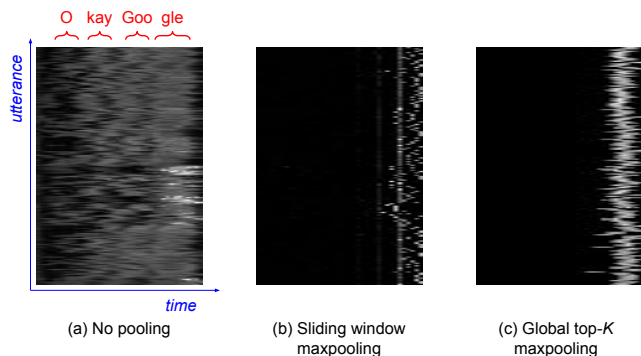 O kay Goo gle
utterance
time
(a) No pooling
(b) Sliding window
maxpooling
(c) Global top-K
maxpooling